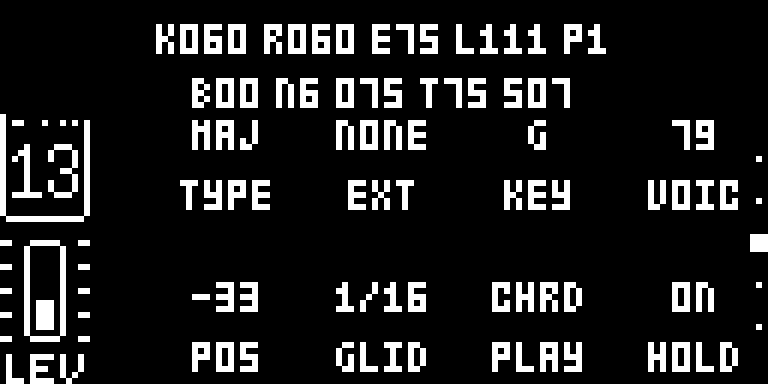 K060 R060 E75 L111 P1
B00 N6 O75 T75 S07
MAJ NONE G 79
13
TYPE EXT KEY VOIC
-33 1/16 CHRD ON
LEV
POS GLID PLAY HOLD